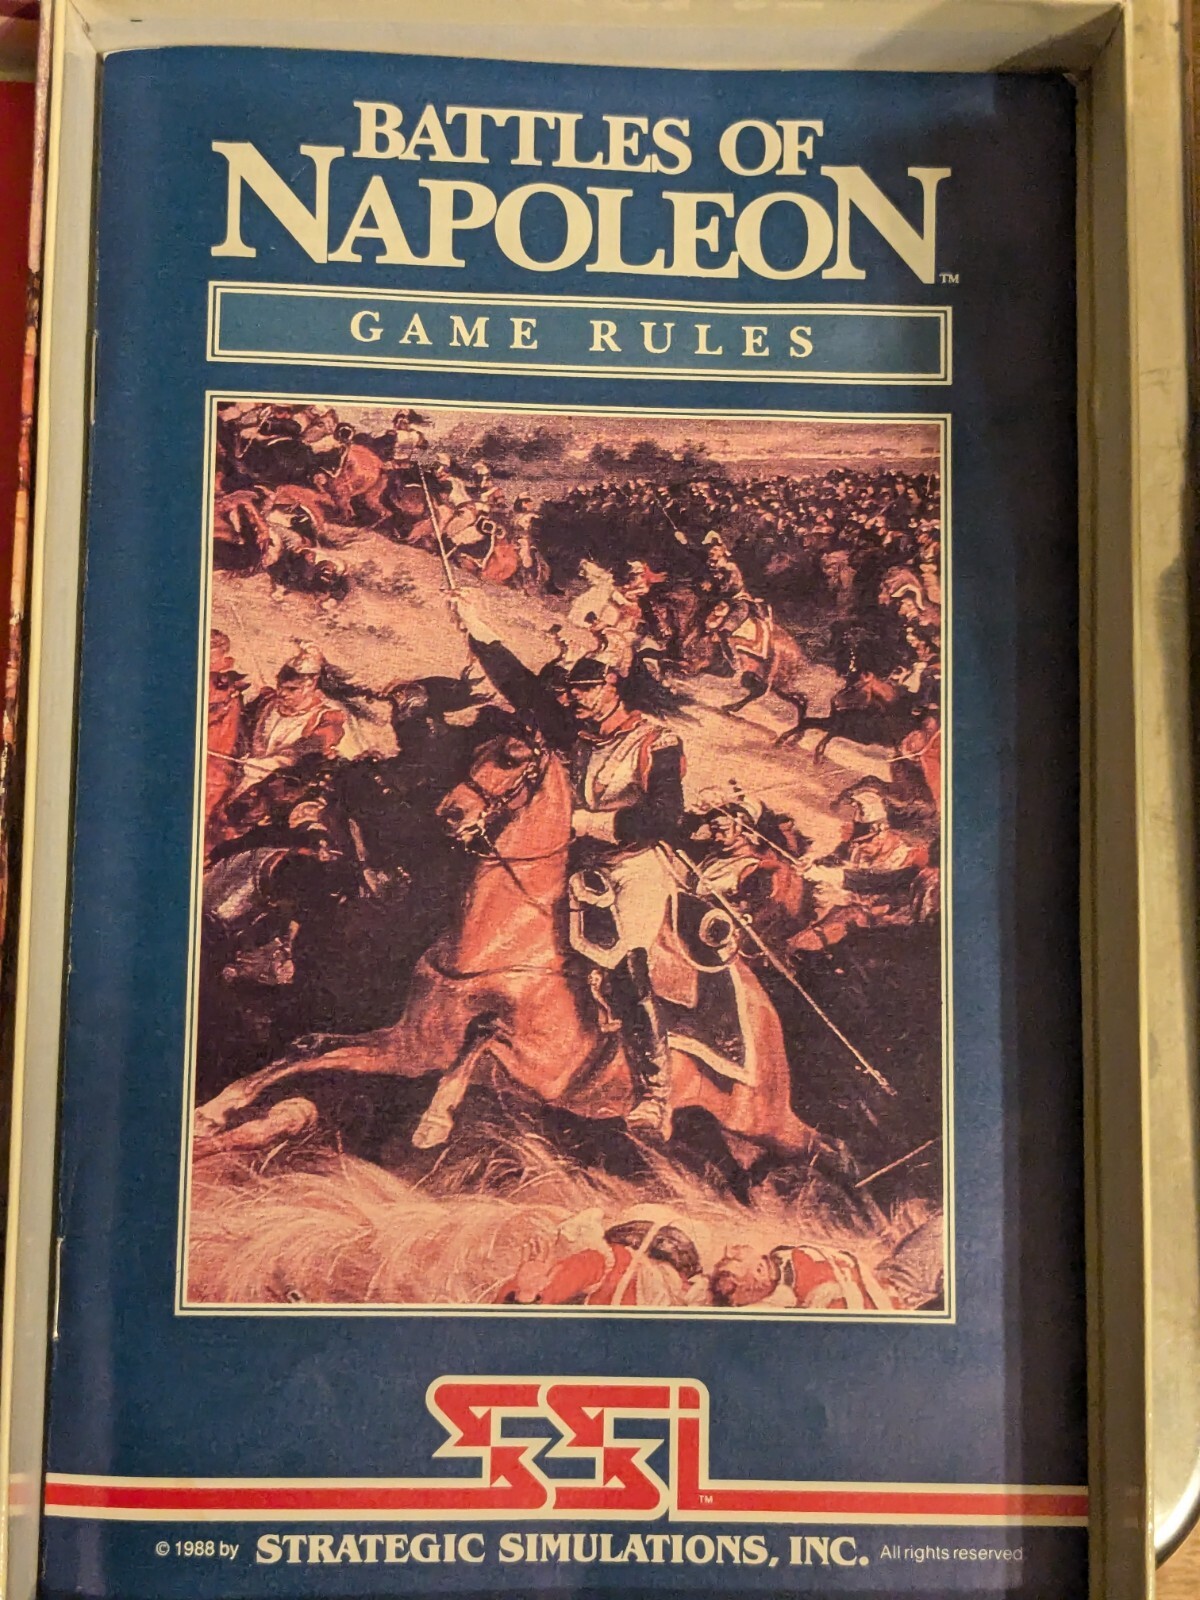 BATTLES OF
NAPOLEON™
GAME RULES
SSI™
© 1988 by STRATEGIC SIMULATIONS, INC. All rights reserved